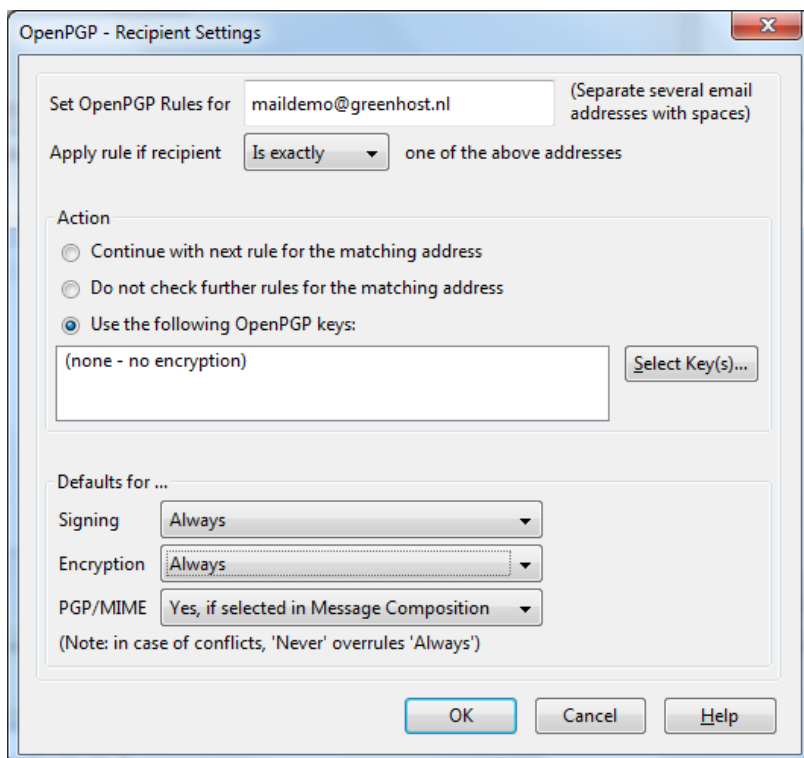 OpenPGP - Recipient Settings
Set OpenPGP Rules for maildemo@greenhost.nl (Separate several email
addresses with spaces)
Apply rule if recipient Is exactly one of the above addresses
Action
Continue with next rule for the matching address
Do not check further rules for the matching address
Use the following OpenPGP keys:
(none - no encryption) Select Key(s)...
Defaults for ...
Signing Always
Encryption Always
PGP/MIME Yes, if selected in Message Composition
(Note: in case of conflicts, 'Never' overrules 'Always')
OK Cancel Help